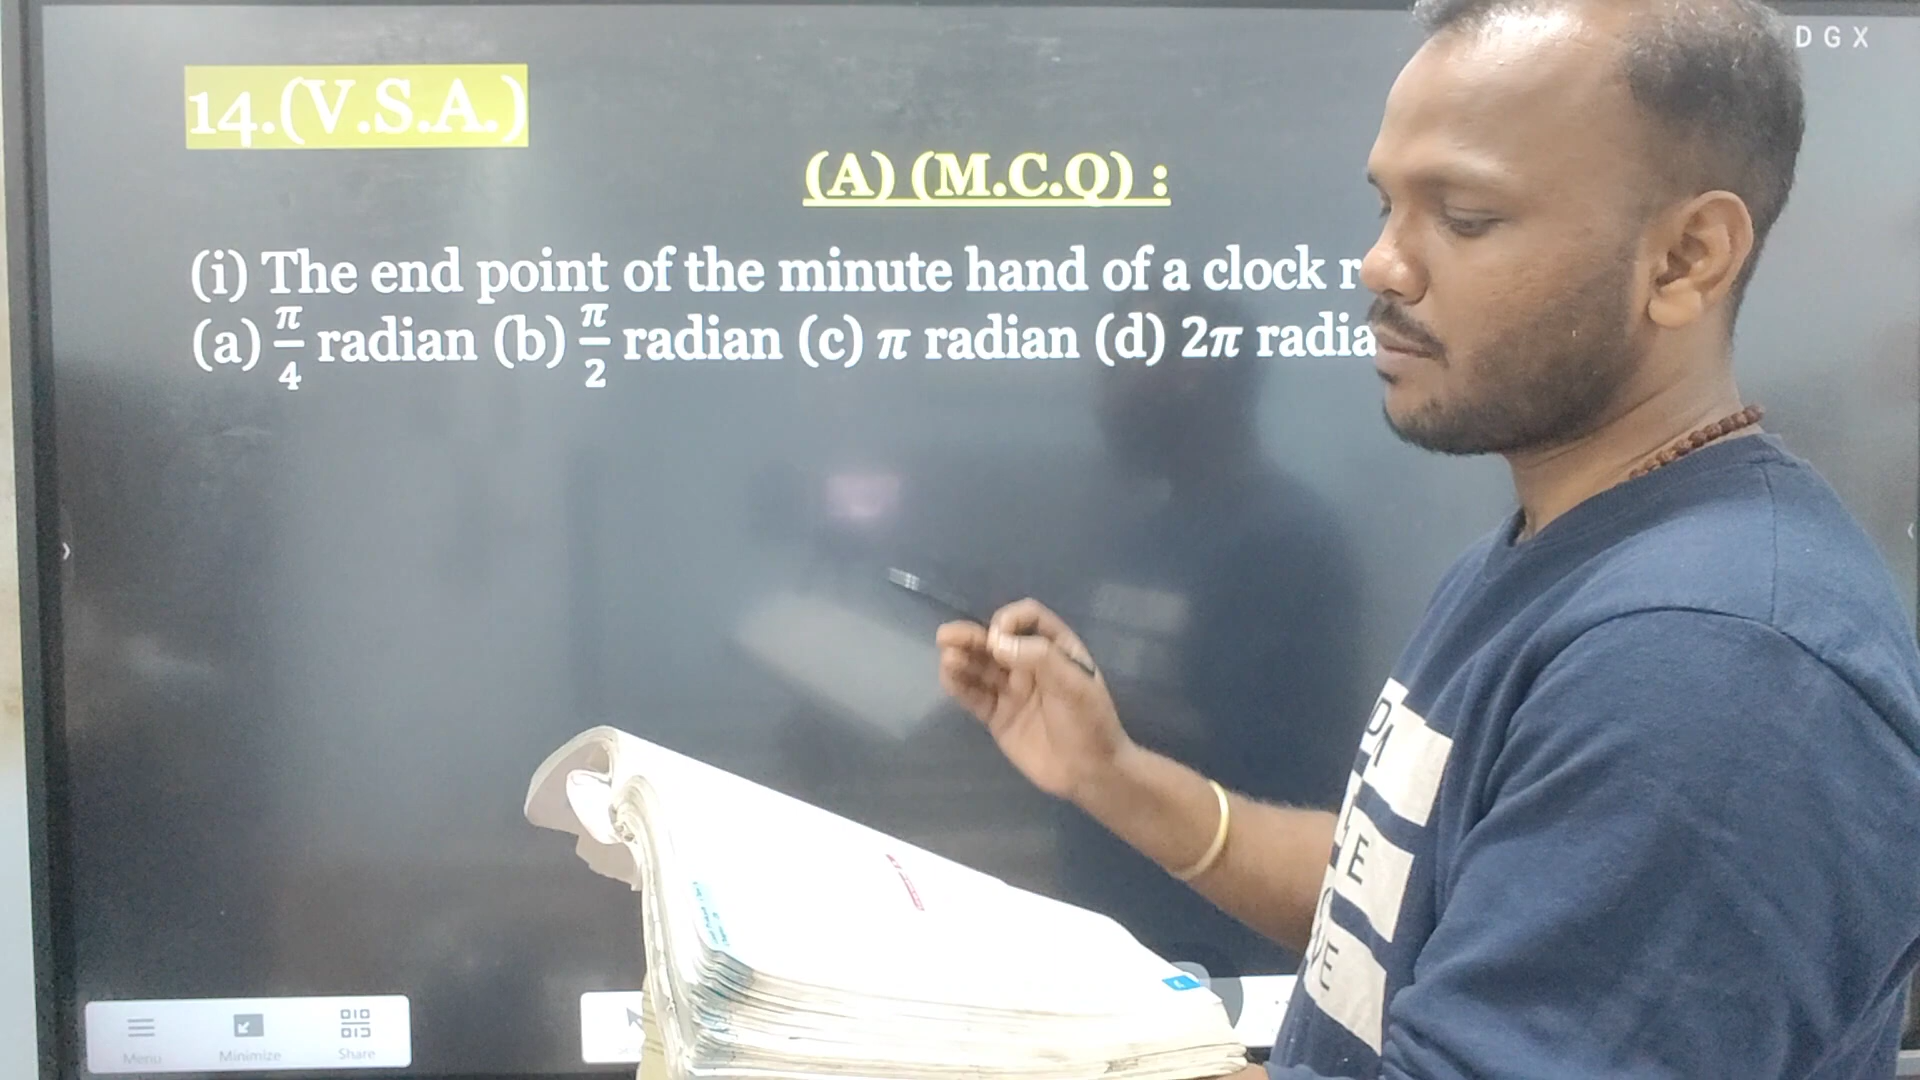 D G X
14.(V.S.A.)
(A) (M.C.Q) :
(i) The end point of the minute hand of a clock
(a) π/4 radian (b) π/2 radian (c) π radian (d) 2π radia
Menu
Minimize
Share